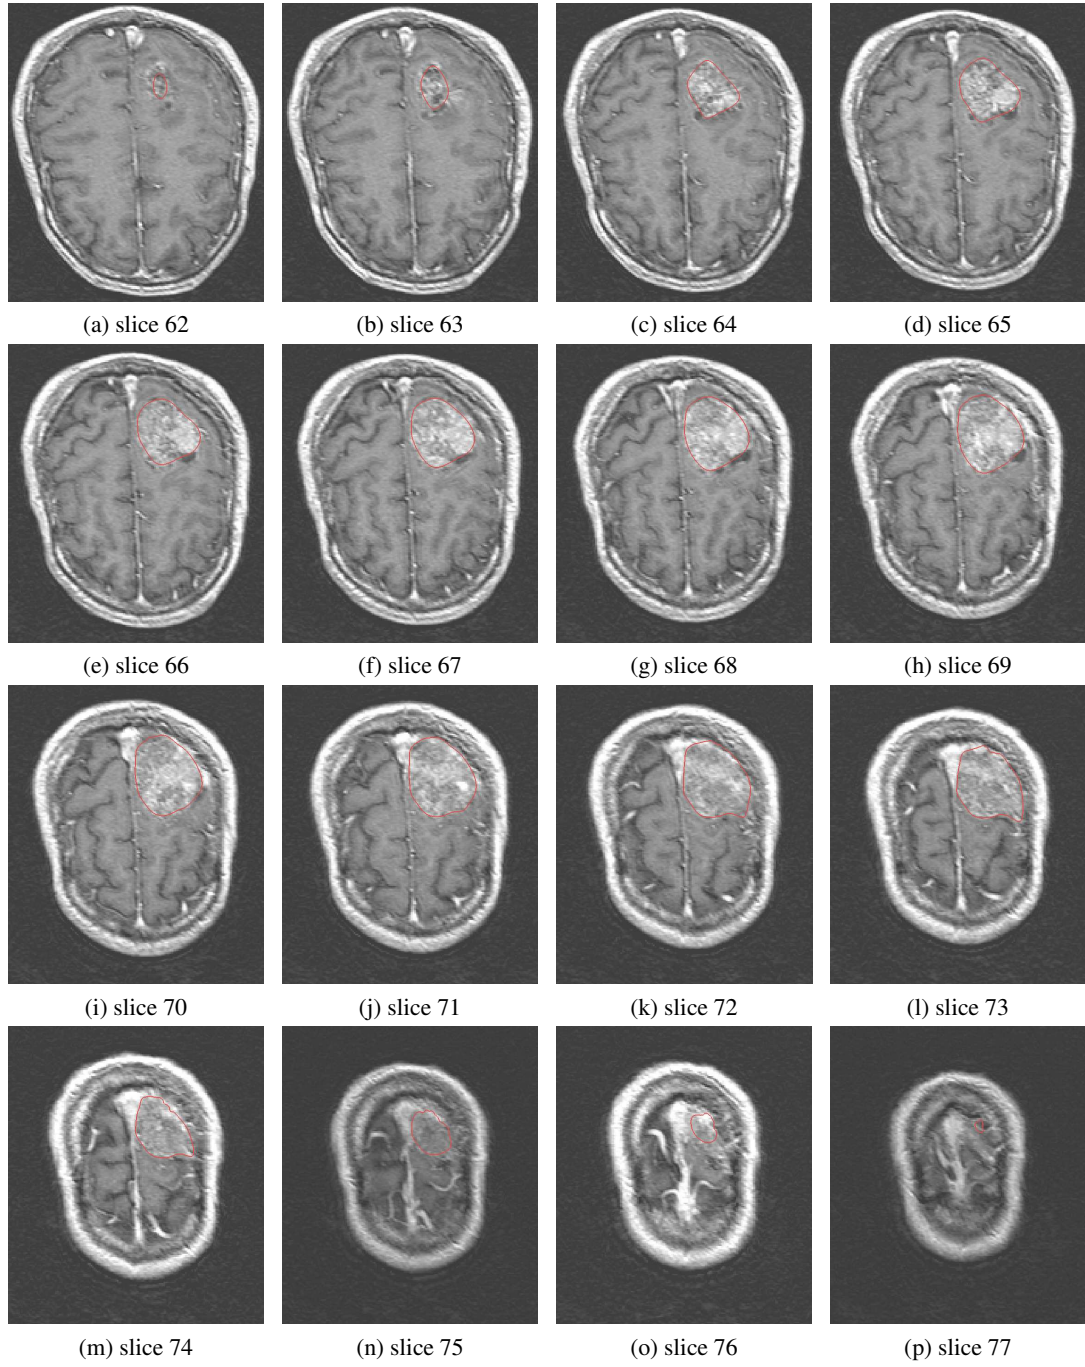 (a) slice 62
(b) slice 63
(c) slice 64
(d) slice 65
(e) slice 66
(f) slice 67
(g) slice 68
(h) slice 69
(i) slice 70
(j) slice 71
(k) slice 72
(l) slice 73
(m) slice 74
(n) slice 75
(o) slice 76
(p) slice 77